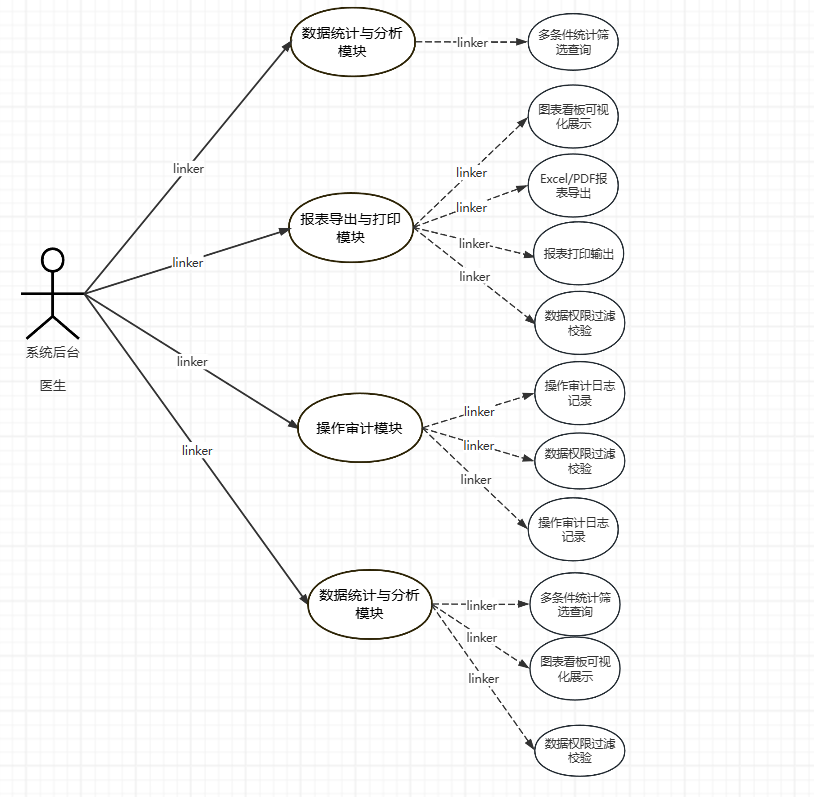 数据统计与分析
模块
linker
多条件统计筛
选查询
linker
图表看板可视
化展示
linker
Excel/PDF报
表导出
linker
报表导出与打印
模块
linker
报表打印输出
linker
linker
数据权限过滤
校验
系统后台
医生
linker
操作审计日志
记录
linker
操作审计模块
linker
数据权限过滤
校验
linker
linker
操作审计日志
记录
数据统计与分析
模块
linker
多条件统计筛
选查询
linker
图表看板可视
化展示
linker
数据权限过滤
校验